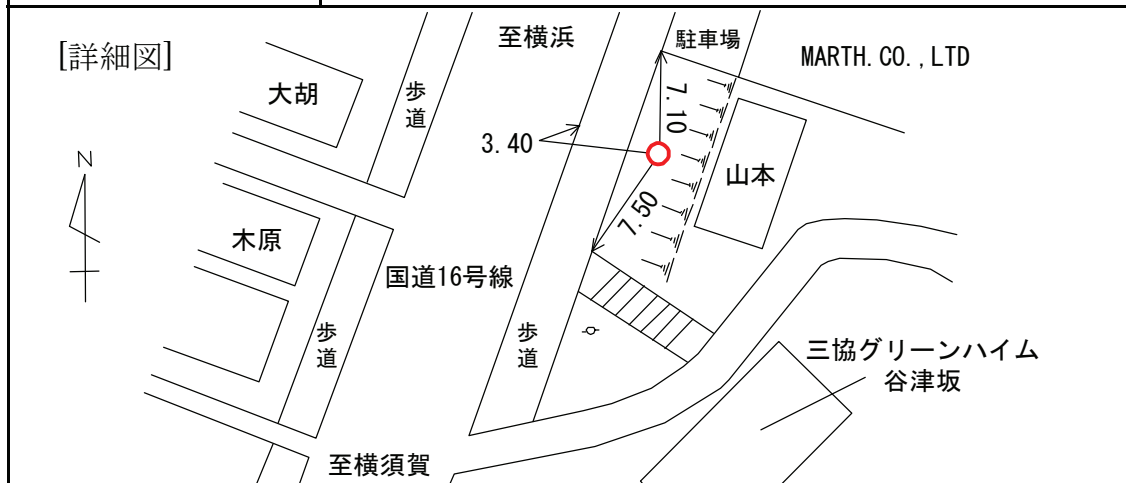 [詳細図]
至横浜
駐車場
MARTH.CO.,LTD
大胡
歩道
7.10
3.40
山本
N
7.50
木原
国道16号線
歩道
歩道
三協グリーンハイム
谷津坂
至横須賀